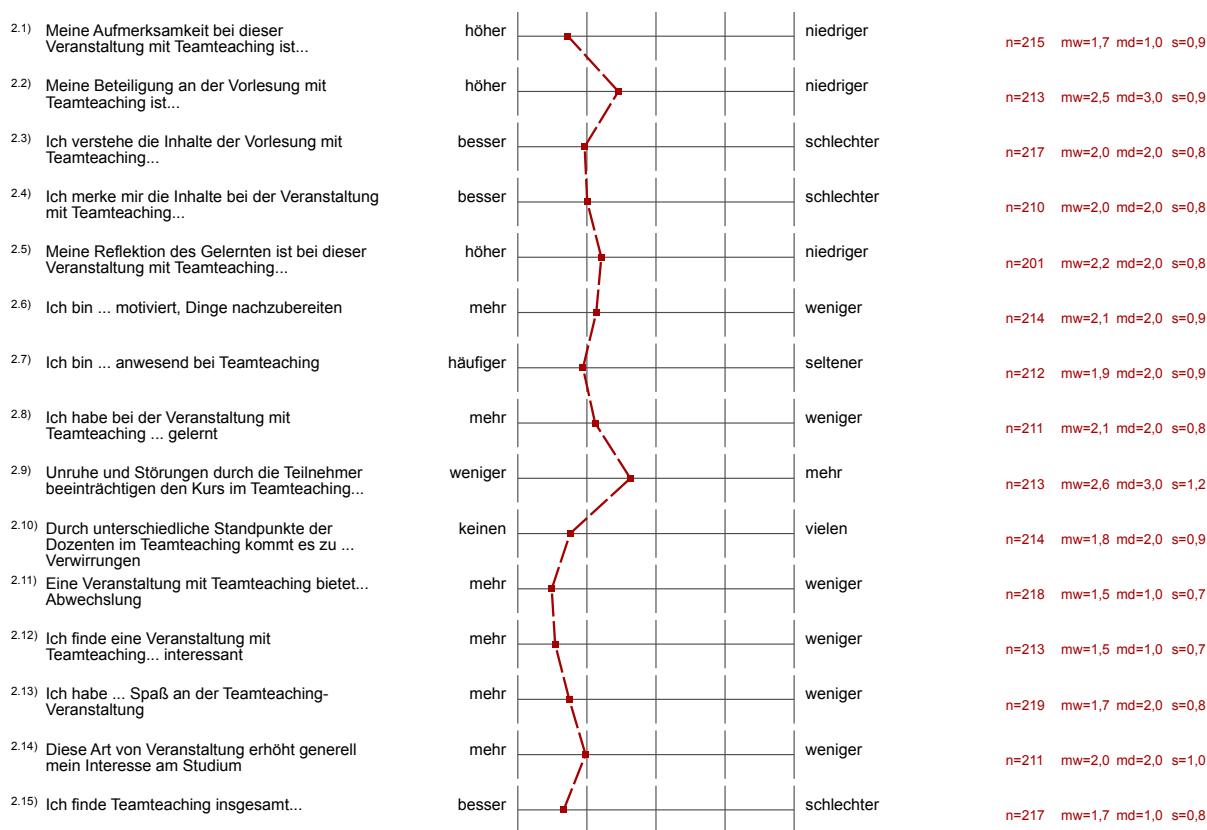 2.1) Meine Aufmerksamkeit bei dieser
Veranstaltung mit Teamteaching ist...
höher niedriger n=215 mw=1,7 md=1,0 s=0,9
2.2) Meine Beteiligung an der Vorlesung mit
Teamteaching ist...
höher niedriger n=213 mw=2,5 md=3,0 s=0,9
2.3) Ich verstehe die Inhalte der Vorlesung mit
Teamteaching...
besser schlechter n=217 mw=2,0 md=2,0 s=0,8
2.4) Ich merke mir die Inhalte bei der Veranstaltung
mit Teamteaching...
besser schlechter n=210 mw=2,0 md=2,0 s=0,8
2.5) Meine Reflektion des Gelernten ist bei dieser
Veranstaltung mit Teamteaching...
höher niedriger n=201 mw=2,2 md=2,0 s=0,8
2.6) Ich bin ... motiviert, Dinge nachzubereiten
mehr weniger n=214 mw=2,1 md=2,0 s=0,9
2.7) Ich bin ... anwesend bei Teamteaching
häufiger seltener n=212 mw=1,9 md=2,0 s=0,9
2.8) Ich habe bei der Veranstaltung mit
Teamteaching ... gelernt
mehr weniger n=211 mw=2,1 md=2,0 s=0,8
2.9) Unruhe und Störungen durch die Teilnehmer
beeinträchtigen den Kurs im Teamteaching...
weniger mehr n=213 mw=2,6 md=3,0 s=1,2
2.10) Durch unterschiedliche Standpunkte der
Dozenten im Teamteaching kommt es zu ...
Verwirrungen
keinen vielen n=214 mw=1,8 md=2,0 s=0,9
2.11) Eine Veranstaltung mit Teamteaching bietet...
Abwechslung
mehr weniger n=218 mw=1,5 md=1,0 s=0,7
2.12) Ich finde eine Veranstaltung mit
Teamteaching... interessant
mehr weniger n=213 mw=1,5 md=1,0 s=0,7
2.13) Ich habe ... Spaß an der Teamteaching-
Veranstaltung
mehr weniger n=219 mw=1,7 md=2,0 s=0,8
2.14) Diese Art von Veranstaltung erhöht generell
mein Interesse am Studium
mehr weniger n=211 mw=2,0 md=2,0 s=1,0
2.15) Ich finde Teamteaching insgesamt...
besser schlechter n=217 mw=1,7 md=1,0 s=0,8